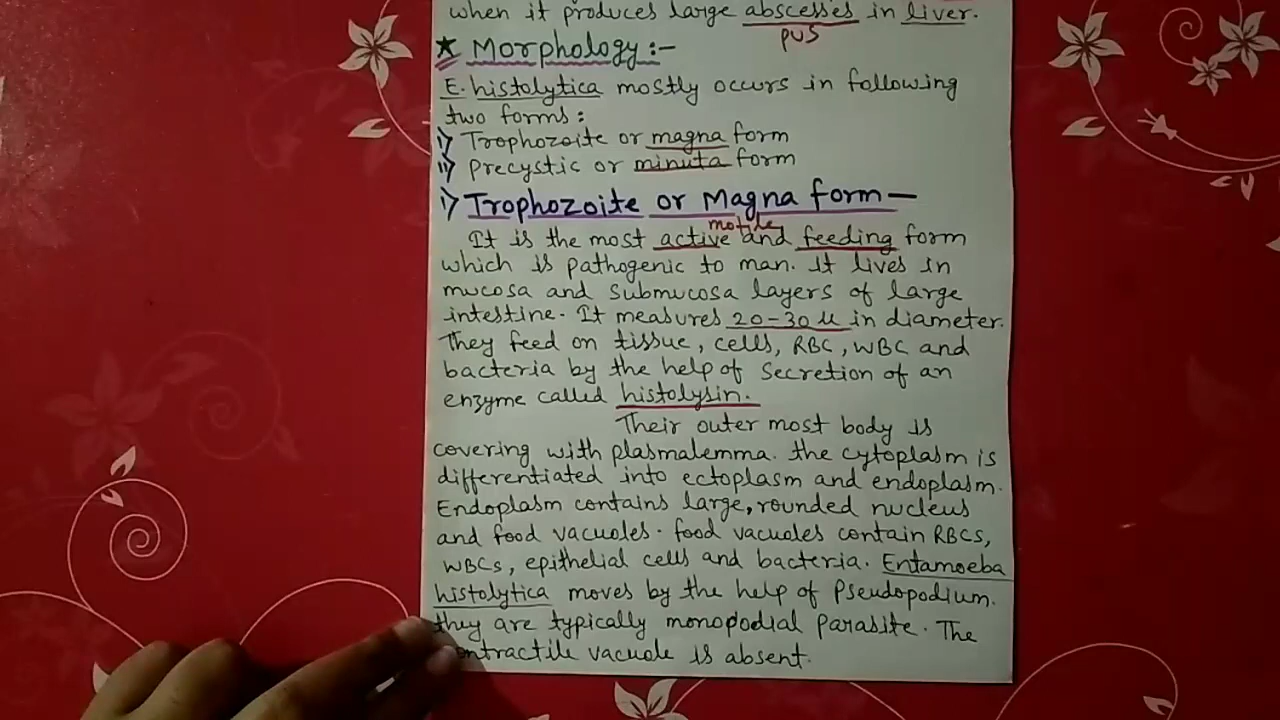 when it produces large abscesses in liver.
pus
★ Morphology:-
E. histolytica mostly occurs in following
two forms:
i) Trophozoite or magna form
ii) Precystic or minuta form
i) Trophozoite or Magna form—
motile
It is the most active and feeding form
which is pathogenic to man. It lives in
mucosa and submucosa layers of large
intestine. It measures 20-30 μ in diameter.
They feed on tissue, cells, RBC, WBC and
bacteria by the help of secretion of an
enzyme called histolysin.
Their outer most body is
covering with plasmalemma. the cytoplasm is
differentiated into ectoplasm and endoplasm.
Endoplasm contains large, rounded nucleus
and food vacuoles. food vacuoles contain RBCs,
WBCs, epithelial cells and bacteria. Entamoeba
histolytica moves by the help of Pseudopodium.
they are typically monopodial parasite. The
contractile vacuole is absent.